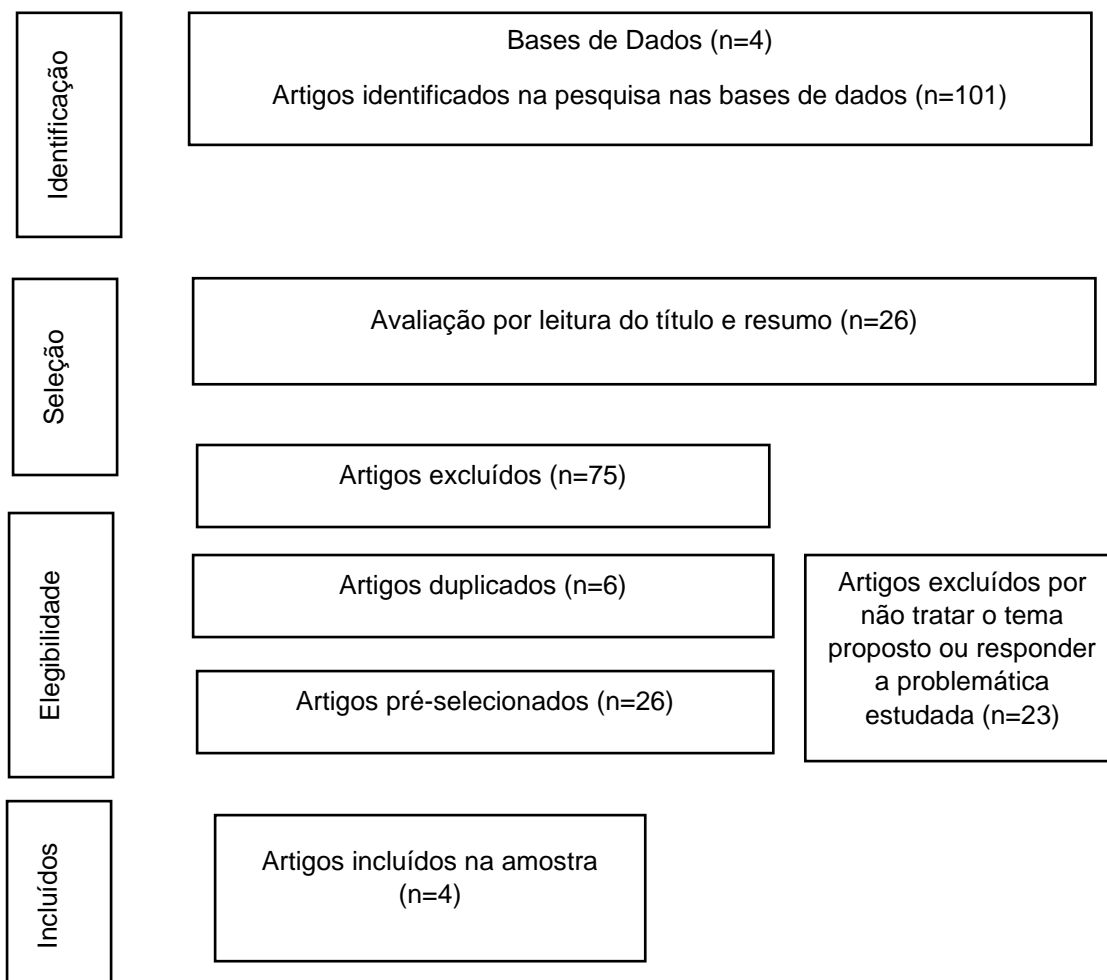 Identificação
Bases de Dados (n=4)
Artigos identificados na pesquisa nas bases de dados (n=101)
Seleção
Avaliação por leitura do título e resumo (n=26)
Artigos excluídos (n=75)
Elegibilidade
Artigos duplicados (n=6)
Artigos pré-selecionados (n=26)
Artigos excluídos por
não tratar o tema
proposto ou responder
a problemática
estudada (n=23)
Incluídos
Artigos incluídos na amostra
(n=4)